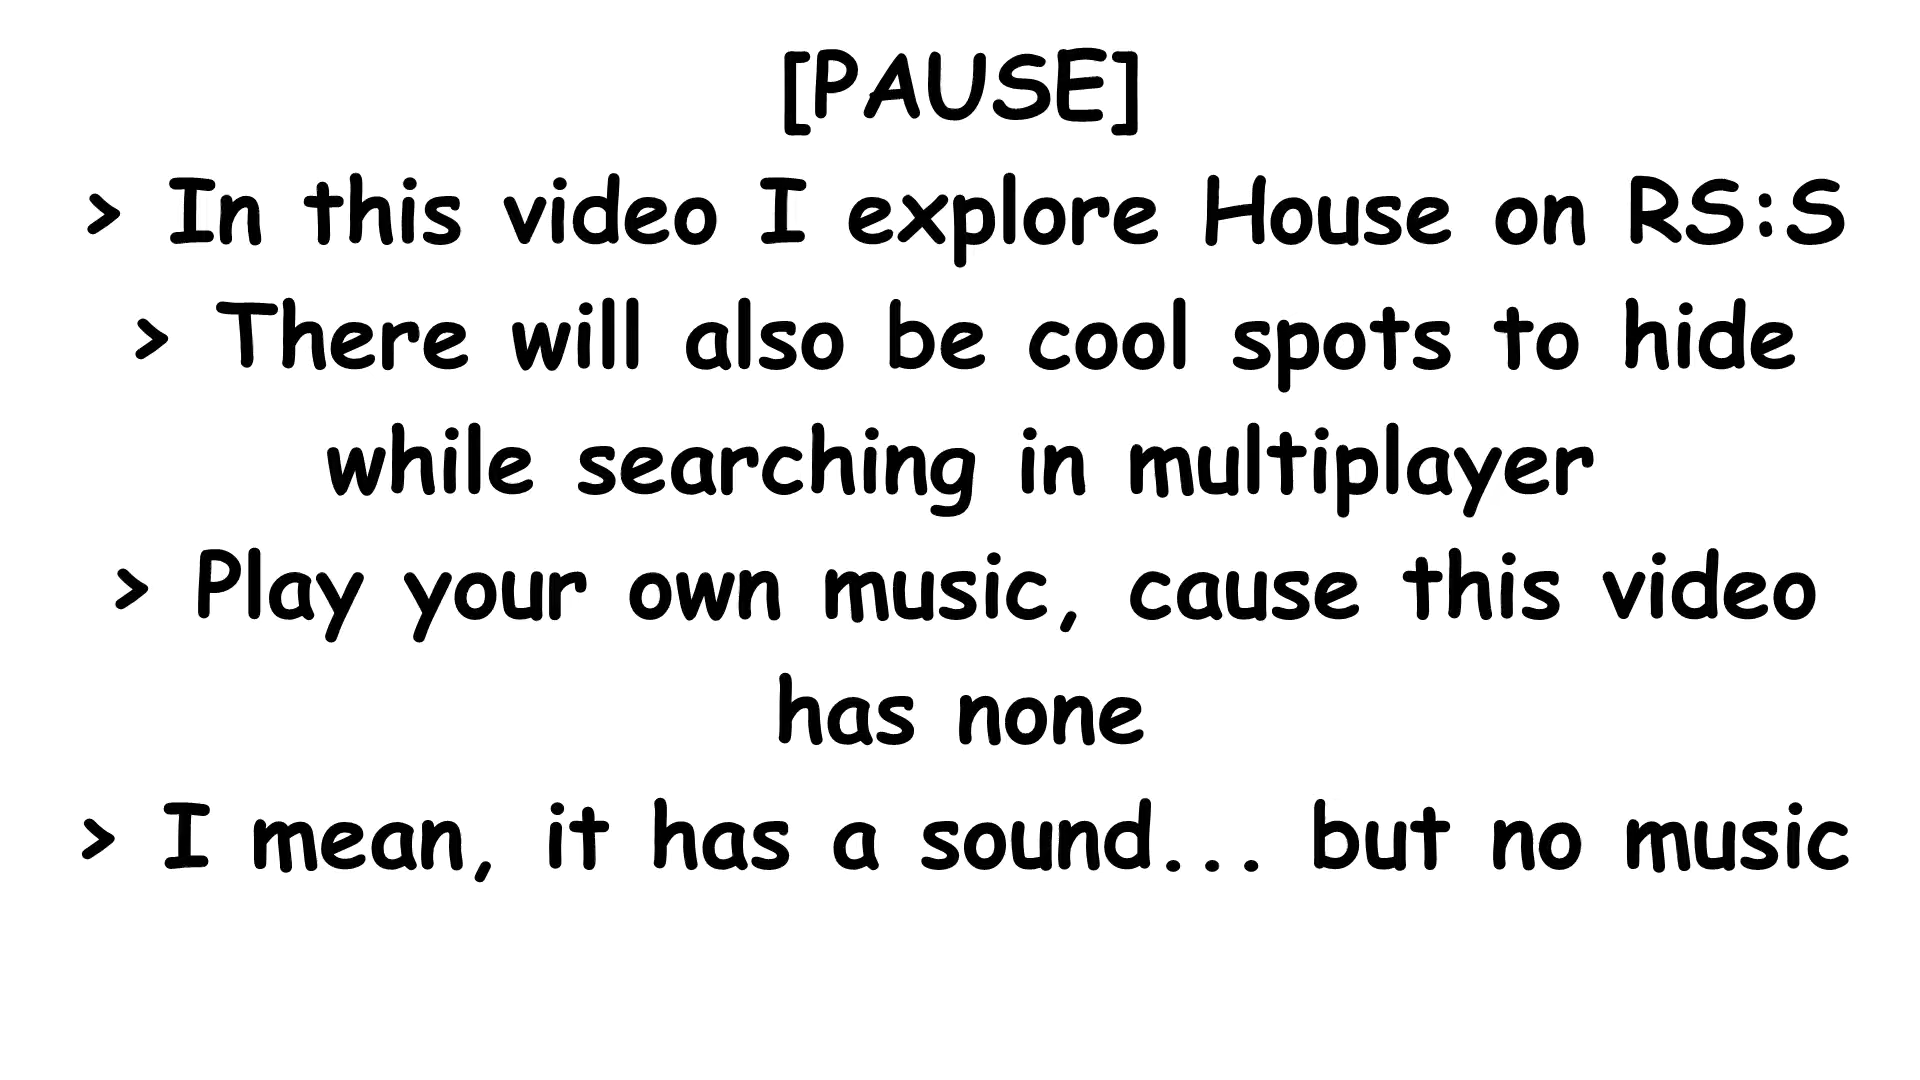 [PAUSE]
> In this video I explore House on RS:S
> There will also be cool spots to hide
while searching in multiplayer
> Play your own music, cause this video
has none
> I mean, it has a sound... but no music